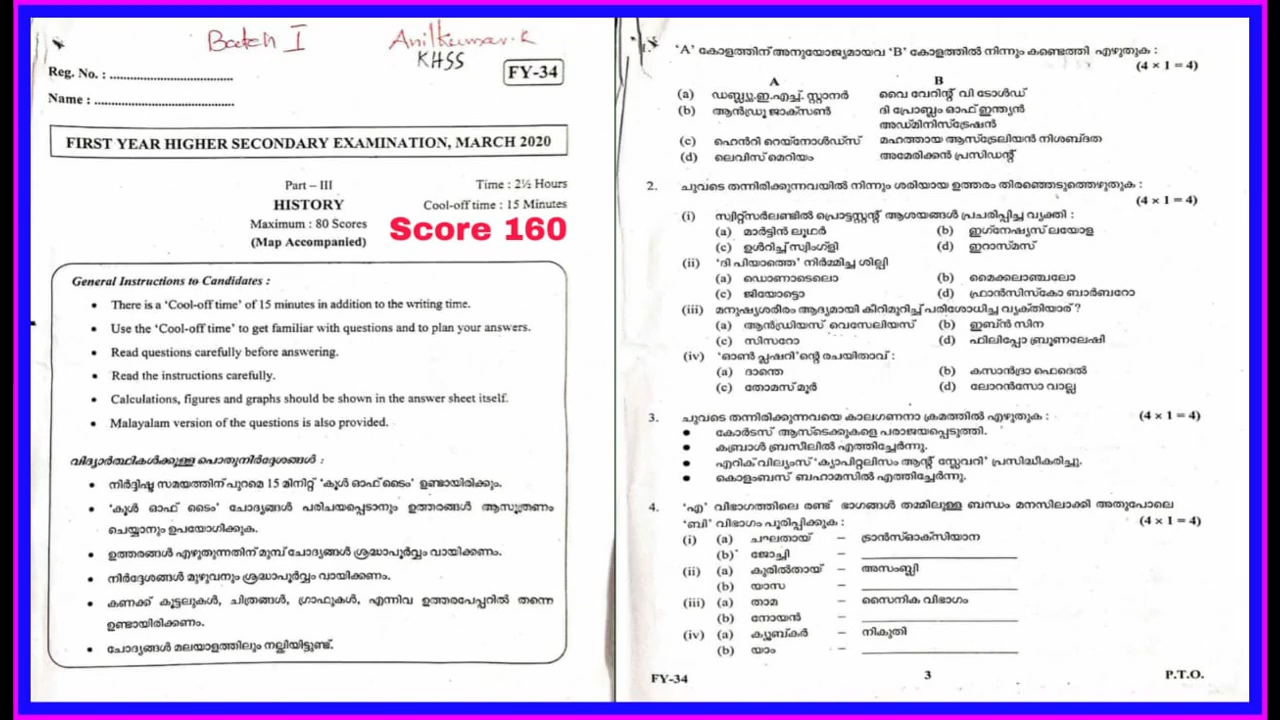 Batch I Anilkumar.K
KHSS
Reg. No. : ....................................
FY-34
Name : ........................................
FIRST YEAR HIGHER SECONDARY EXAMINATION, MARCH 2020
Part – III Time : 2½ Hours
HISTORY Cool-off time : 15 Minutes
Maximum : 80 Scores
Score 160
(Map Accompanied)
General Instructions to Candidates :
• There is a ‘Cool-off time’ of 15 minutes in addition to the writing time.
• Use the ‘Cool-off time’ to get familiar with questions and to plan your answers.
• Read questions carefully before answering.
• Read the instructions carefully.
• Calculations, figures and graphs should be shown in the answer sheet itself.
• Malayalam version of the questions is also provided.
വിദ്യാർത്ഥികൾക്കുള്ള പൊതുനിർദ്ദേശങ്ങൾ :
• നിർദ്ദിഷ്ട സമയത്തിന് പുറമെ 15 മിനിറ്റ് ‘കൂൾ ഓഫ് ടൈം’ ഉണ്ടായിരിക്കും.
• ‘കൂൾ ഓഫ് ടൈം’ ചോദ്യങ്ങൾ പരിചയപ്പെടാനും ഉത്തരങ്ങൾ ആസൂത്രണം
ചെയ്യാനും ഉപയോഗിക്കുക.
• ഉത്തരങ്ങൾ എഴുതുന്നതിന് മുമ്പ് ചോദ്യങ്ങൾ ശ്രദ്ധാപൂർവ്വം വായിക്കണം.
• നിർദ്ദേശങ്ങൾ മുഴുവനും ശ്രദ്ധാപൂർവ്വം വായിക്കണം.
• കണക്ക് കൂട്ടലുകൾ, ചിത്രങ്ങൾ, ഗ്രാഫുകൾ, എന്നിവ ഉത്തരപേപ്പറിൽ തന്നെ
ഉണ്ടായിരിക്കണം.
• ചോദ്യങ്ങൾ മലയാളത്തിലും നല്കിയിട്ടുണ്ട്.
1. ‘A’ കോളത്തിന് അനുയോജ്യമായവ ‘B’ കോളത്തിൽ നിന്നും കണ്ടെത്തി എഴുതുക :
(4 × 1 = 4)
A B
(a) ഡബ്ല്യു.ഇ.എച്ച്. സ്റ്റാനർ വൈ വേറിന്റ് വി ടോൾഡ്
(b) ആൻഡ്രൂ ജാക്സൺ ദി പ്രോബ്ലം ഓഫ് ഇന്ത്യൻ
അഡ്മിനിസ്ട്രേഷൻ
(c) ഹെൻറി റെയ്നോൾഡ്സ് മഹത്തായ ആസ്ട്രേലിയൻ നിശബ്ദത
(d) ലെവിസ് മെറിയം അമേരിക്കൻ പ്രസിഡന്റ്
2. ചുവടെ തന്നിരിക്കുന്നവയിൽ നിന്നും ശരിയായ ഉത്തരം തിരഞ്ഞെടുത്തെഴുതുക :
(4 × 1 = 4)
(i) സ്വിറ്റ്സർലണ്ടിൽ പ്രൊട്ടസ്റ്റന്റ് ആശയങ്ങൾ പ്രചരിപ്പിച്ച വ്യക്തി :
(a) മാർട്ടിൻ ലൂഥർ (b) ഇഗ്നേഷ്യസ് ലയോള
(c) ഉൾറിച്ച് സ്വിംഗ്ളി (d) ഇറാസ്മസ്
(ii) ‘ദി പിയാത്തെ’ നിർമ്മിച്ച ശില്പി
(a) ഡൊണാടെലൊ (b) മൈക്കലാഞ്ചലോ
(c) ജിയോട്ടൊ (d) ഫ്രാൻസിസ്കോ ബാർബറോ
(iii) മനുഷ്യശരീരം ആദ്യമായി കീറിമുറിച്ച് പരിശോധിച്ച വ്യക്തിയാര് ?
(a) ആൻഡ്രിയസ് വെസേലിയസ് (b) ഇബ്ൻ സിന
(c) സിസറോ (d) ഫിലിപ്പോ ബ്രൂണലേഷി
(iv) ‘ഓൺ പ്ലഷറി’ന്റെ രചയിതാവ് :
(a) ദാന്തെ (b) കസാൻഡ്രാ ഫെദെൽ
(c) തോമസ് മൂർ (d) ലോറൻസോ വാല്ല
3. ചുവടെ തന്നിരിക്കുന്നവയെ കാലഗണനാ ക്രമത്തിൽ എഴുതുക : (4 × 1 = 4)
• കോർടസ് ആസ്ടെക്കുകളെ പരാജയപ്പെടുത്തി.
• കബ്രാൾ ബ്രസീലിൽ എത്തിച്ചേർന്നു.
• എറിക് വില്യംസ് ‘ക്യാപിറ്റലിസം ആന്റ് സ്ലേവറി’ പ്രസിദ്ധീകരിച്ചു.
• കൊളംബസ് ബഹാമസിൽ എത്തിച്ചേർന്നു.
4. ‘എ’ വിഭാഗത്തിലെ രണ്ട് ഭാഗങ്ങൾ തമ്മിലുള്ള ബന്ധം മനസിലാക്കി അതുപോലെ
‘ബി’ വിഭാഗം പൂരിപ്പിക്കുക : (4 × 1 = 4)
(i) (a) ചഘതായ് – ട്രാൻസ്ഓക്സിയാന
(b) ജോച്ചി – ____________
(ii) (a) കുരിൽതായ് – അസംബ്ലി
(b) യാസ – ____________
(iii) (a) താമ – സൈനിക വിഭാഗം
(b) നോയൻ – ____________
(iv) (a) ക്യുബ്കർ – നികുതി
(b) യാം – ____________
FY-34 3 P.T.O.